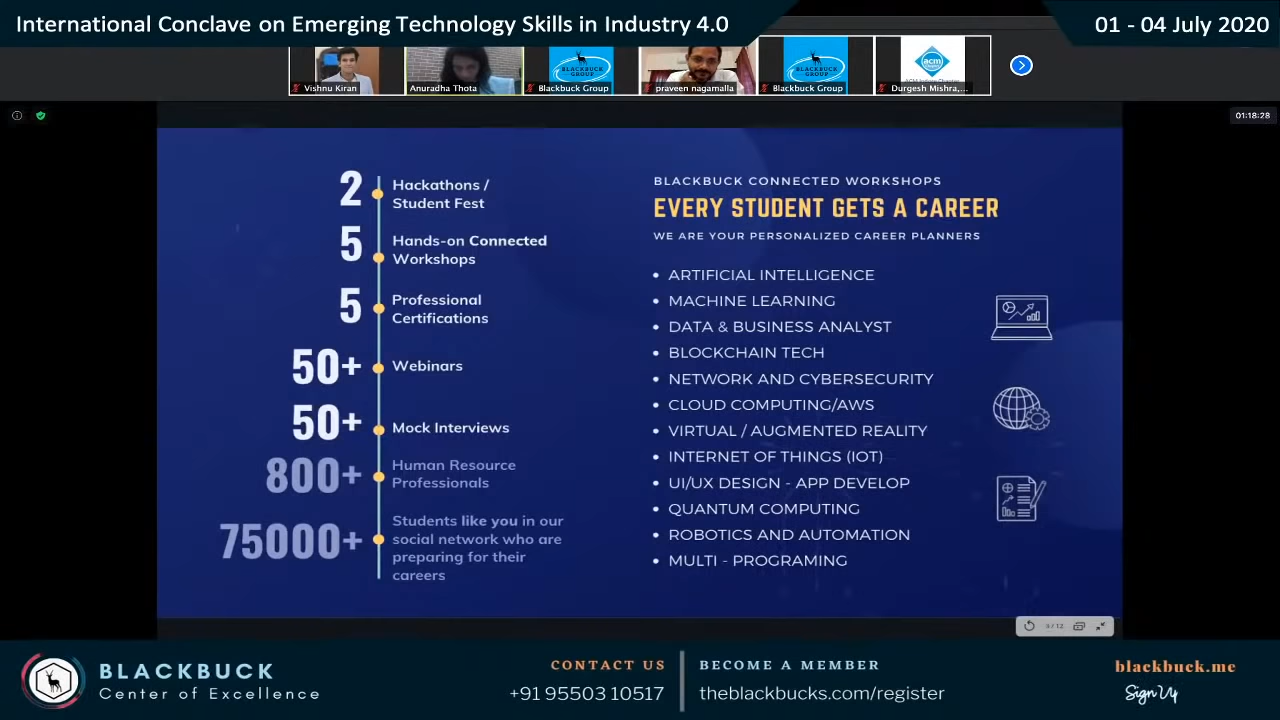 International Conclave on Emerging Technology Skills in Industry 4.0
01 - 04 July 2020
BLACKBUCK
GROUP
BLACKBUCK
GROUP
acm
Vishnu Kiran
Anuradha Thota
Blackbuck Group
praveen nagamalla
Blackbuck Group
Durgesh Mishra,...
01:18:28
2
Hackathons /
Student Fest
5
Hands-on Connected
Workshops
5
Professional
Certifications
50+
Webinars
50+
Mock Interviews
800+
Human Resource
Professionals
75000+
Students like you in our
social network who are
preparing for their
careers
BLACKBUCK CONNECTED WORKSHOPS
EVERY STUDENT GETS A CAREER
WE ARE YOUR PERSONALIZED CAREER PLANNERS
• ARTIFICIAL INTELLIGENCE
• MACHINE LEARNING
• DATA & BUSINESS ANALYST
• BLOCKCHAIN TECH
• NETWORK AND CYBERSECURITY
• CLOUD COMPUTING/AWS
• VIRTUAL / AUGMENTED REALITY
• INTERNET OF THINGS (IOT)
• UI/UX DESIGN - APP DEVELOP
• QUANTUM COMPUTING
• ROBOTICS AND AUTOMATION
• MULTI - PROGRAMING
BLACKBUCK
Center of Excellence
CONTACT US
+91 95503 10517
BECOME A MEMBER
theblackbucks.com/register
blackbuck.me
Sign Up